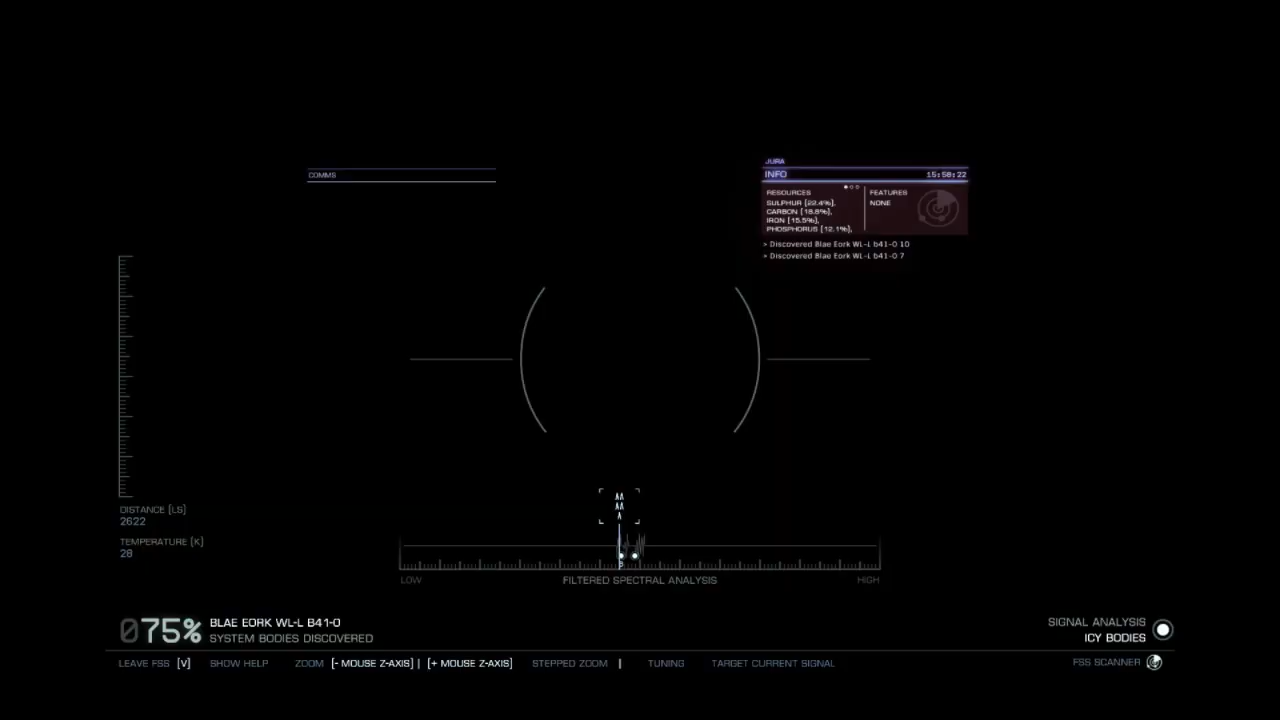 JURA
COMMS
INFO 15:58:22
RESOURCES FEATURES
SULPHUR [22.4%], NONE
CARBON [18.8%],
IRON [15.5%],
PHOSPHORUS [12.1%],
> Discovered Blae Eork WL-L b41-0 10
> Discovered Blae Eork WL-L b41-0 7
DISTANCE [LS]
2622
TEMPERATURE [K]
28
LOW FILTERED SPECTRAL ANALYSIS HIGH
075% BLAE EORK WL-L B41-0
SYSTEM BODIES DISCOVERED
SIGNAL ANALYSIS
ICY BODIES
LEAVE FSS [V] SHOW HELP ZOOM [- MOUSE Z-AXIS] | [+ MOUSE Z-AXIS] STEPPED ZOOM | TUNING TARGET CURRENT SIGNAL FSS SCANNER